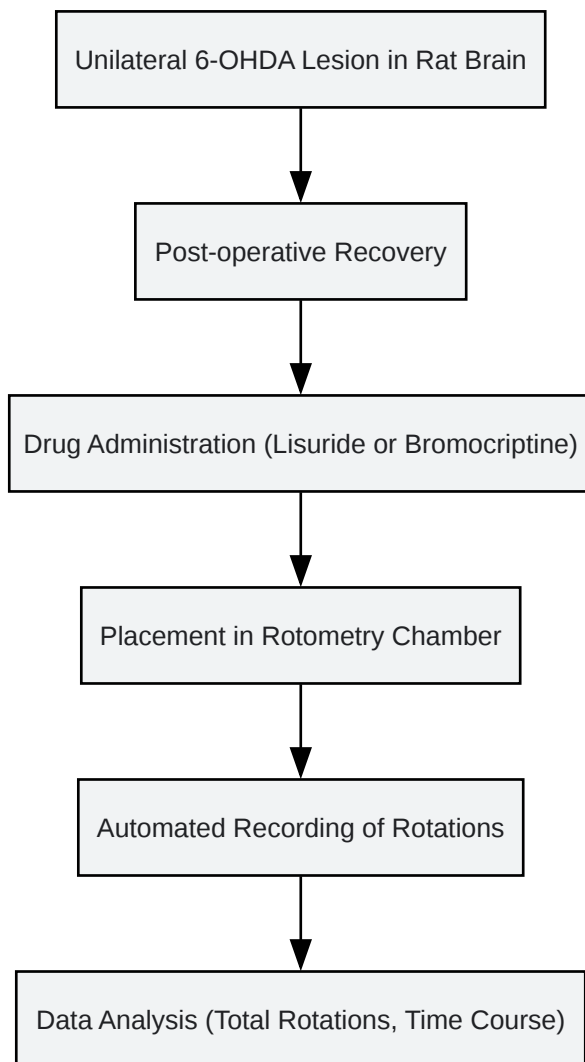 Unilateral 6-OHDA Lesion in Rat Brain
Post-operative Recovery
Drug Administration (Lisuride or Bromocriptine)
Placement in Rotometry Chamber
Automated Recording of Rotations
Data Analysis (Total Rotations, Time Course)